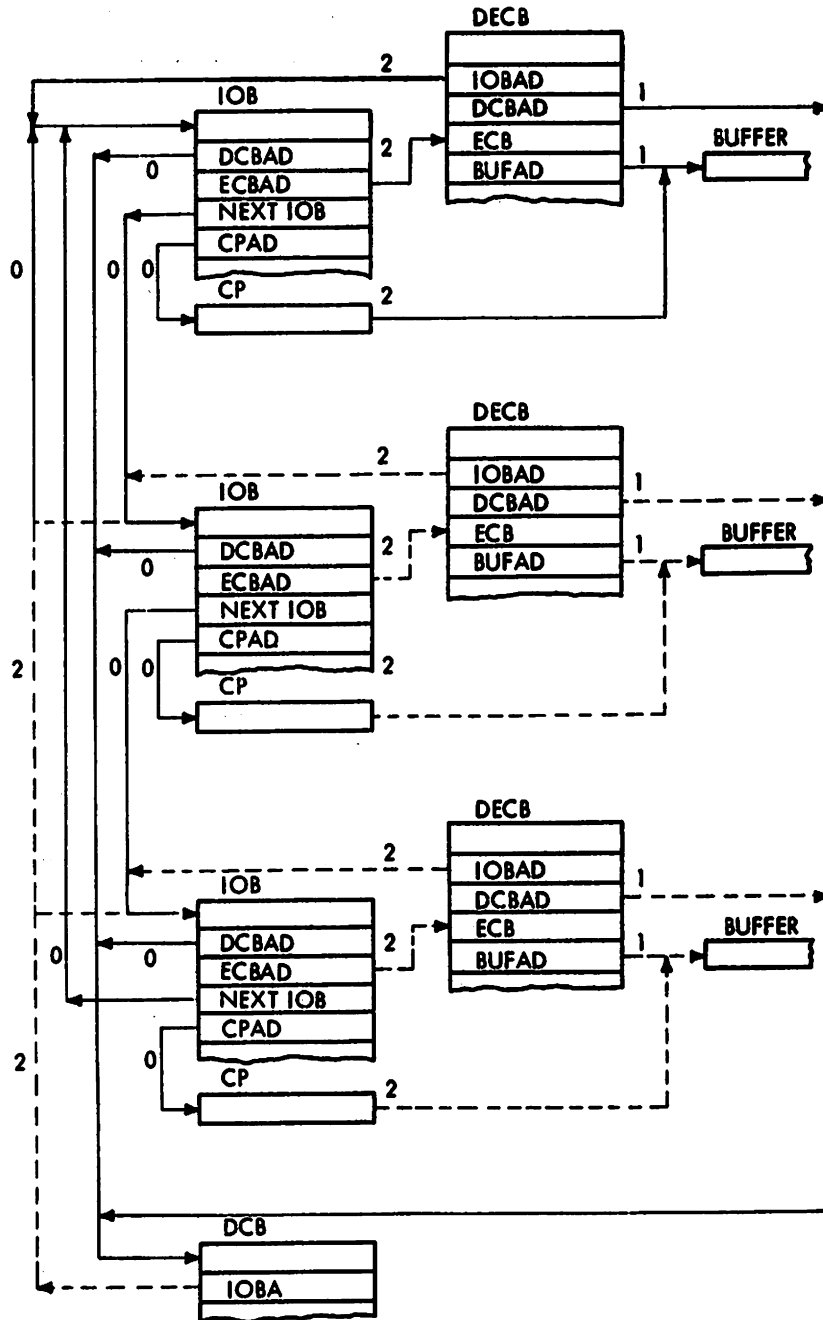 DECB
2
IOBAD
IOB
1
DCBAD
2
ECB
BUFFER
0
DCBAD
1
BUFAD
ECBAD
NEXT IOB
CPAD
0
0
0
CP
2
DECB
2
IOBAD
1
IOB
DCBAD
2
ECB
BUFFER
DCBAD
1
0
BUFAD
ECBAD
NEXT IOB
CPAD
2
0
0
2
CP
DECB
2
IOBAD
1
IOB
DCBAD
ECB
BUFFER
2
DCBAD
1
0
0
BUFAD
ECBAD
NEXT IOB
CPAD
2
0
CP
2
DCB
IOBA